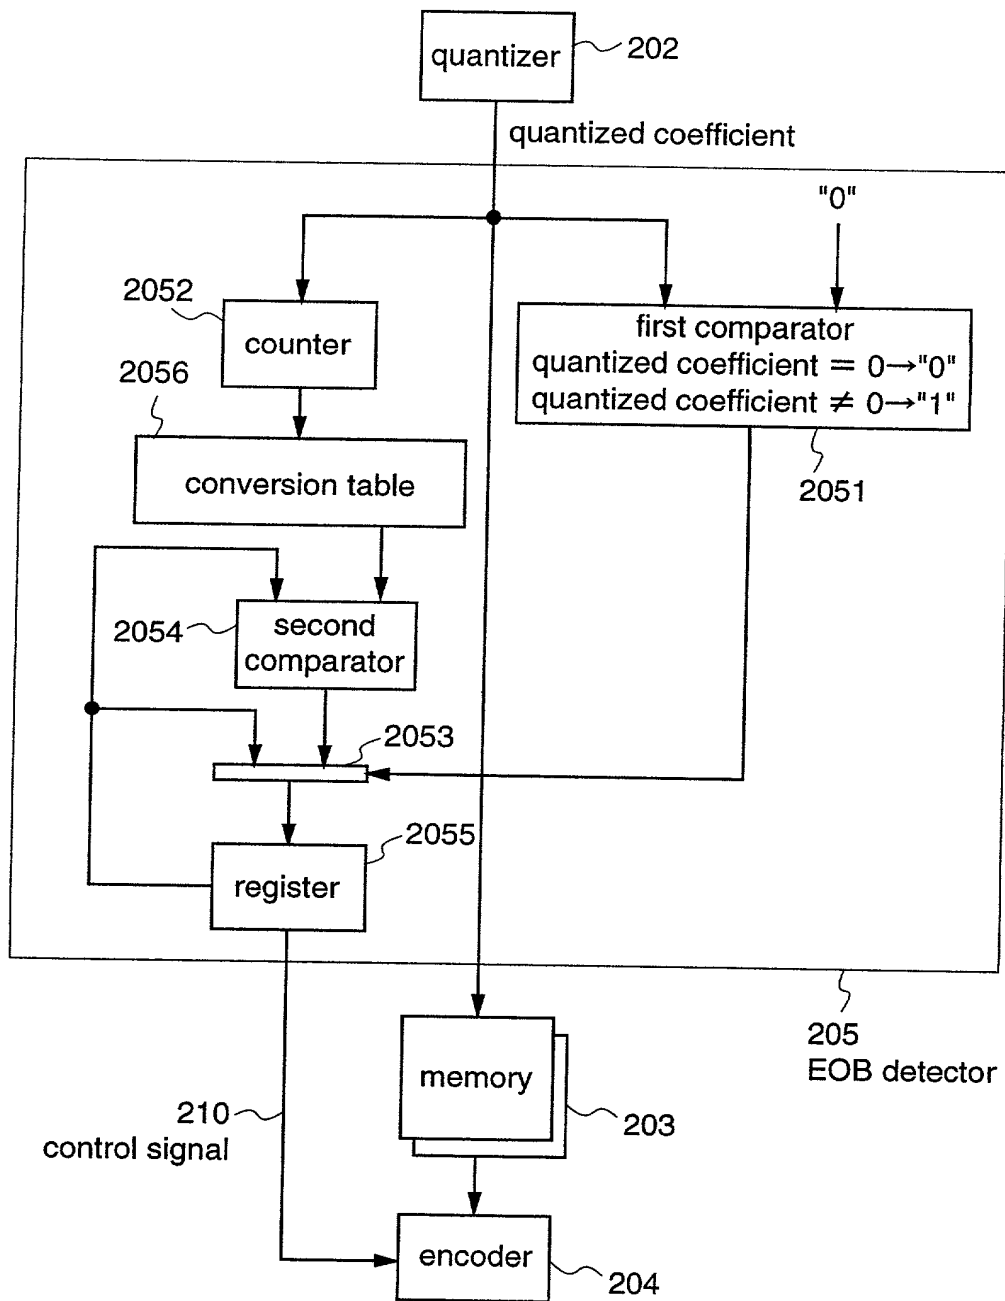 quantizer
202
quantized coefficient
"0"
2052
counter
first comparator
quantized coefficient = 0→"0"
quantized coefficient ≠ 0→"1"
2056
2051
conversion table
2054
second
comparator
2053
2055
register
205
EOB detector
memory
203
210
control signal
encoder
204